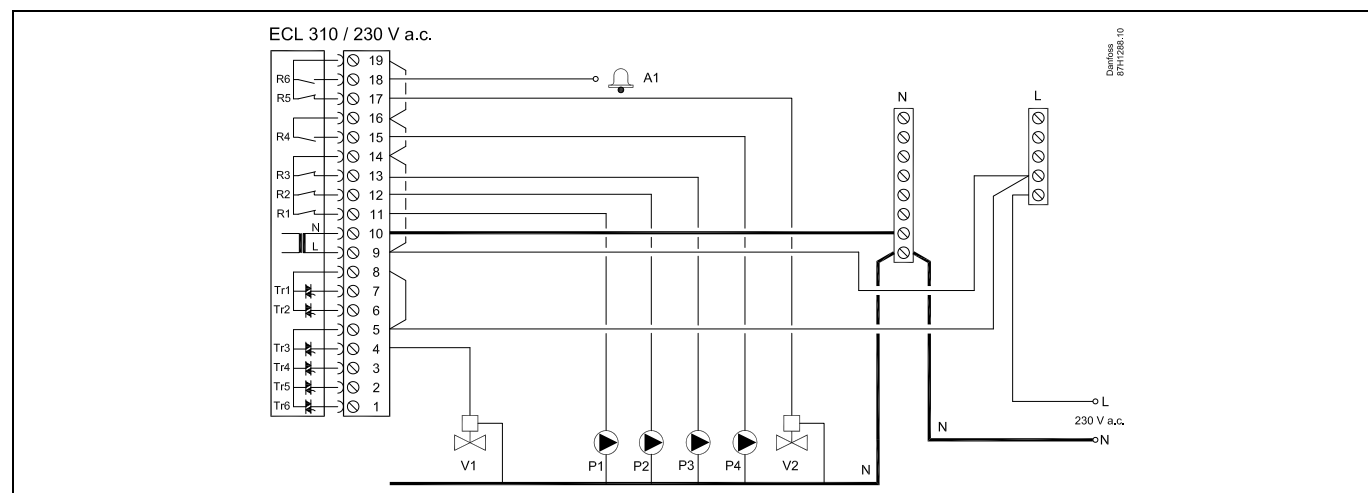 ECL 310 / 230 V a.c.
Danfoss
87H1288.10
19
R6 18 A1
R5 17
16
R4 15
14
R3 13
R2 12
R1 11
N 10
L 9
8
Tr1 7
Tr2 6
5
Tr3 4
Tr4 3
Tr5 2
Tr6 1
N
L
L
230 V a.c.
N
N
V1
P1
P2
P3
P4
V2
N